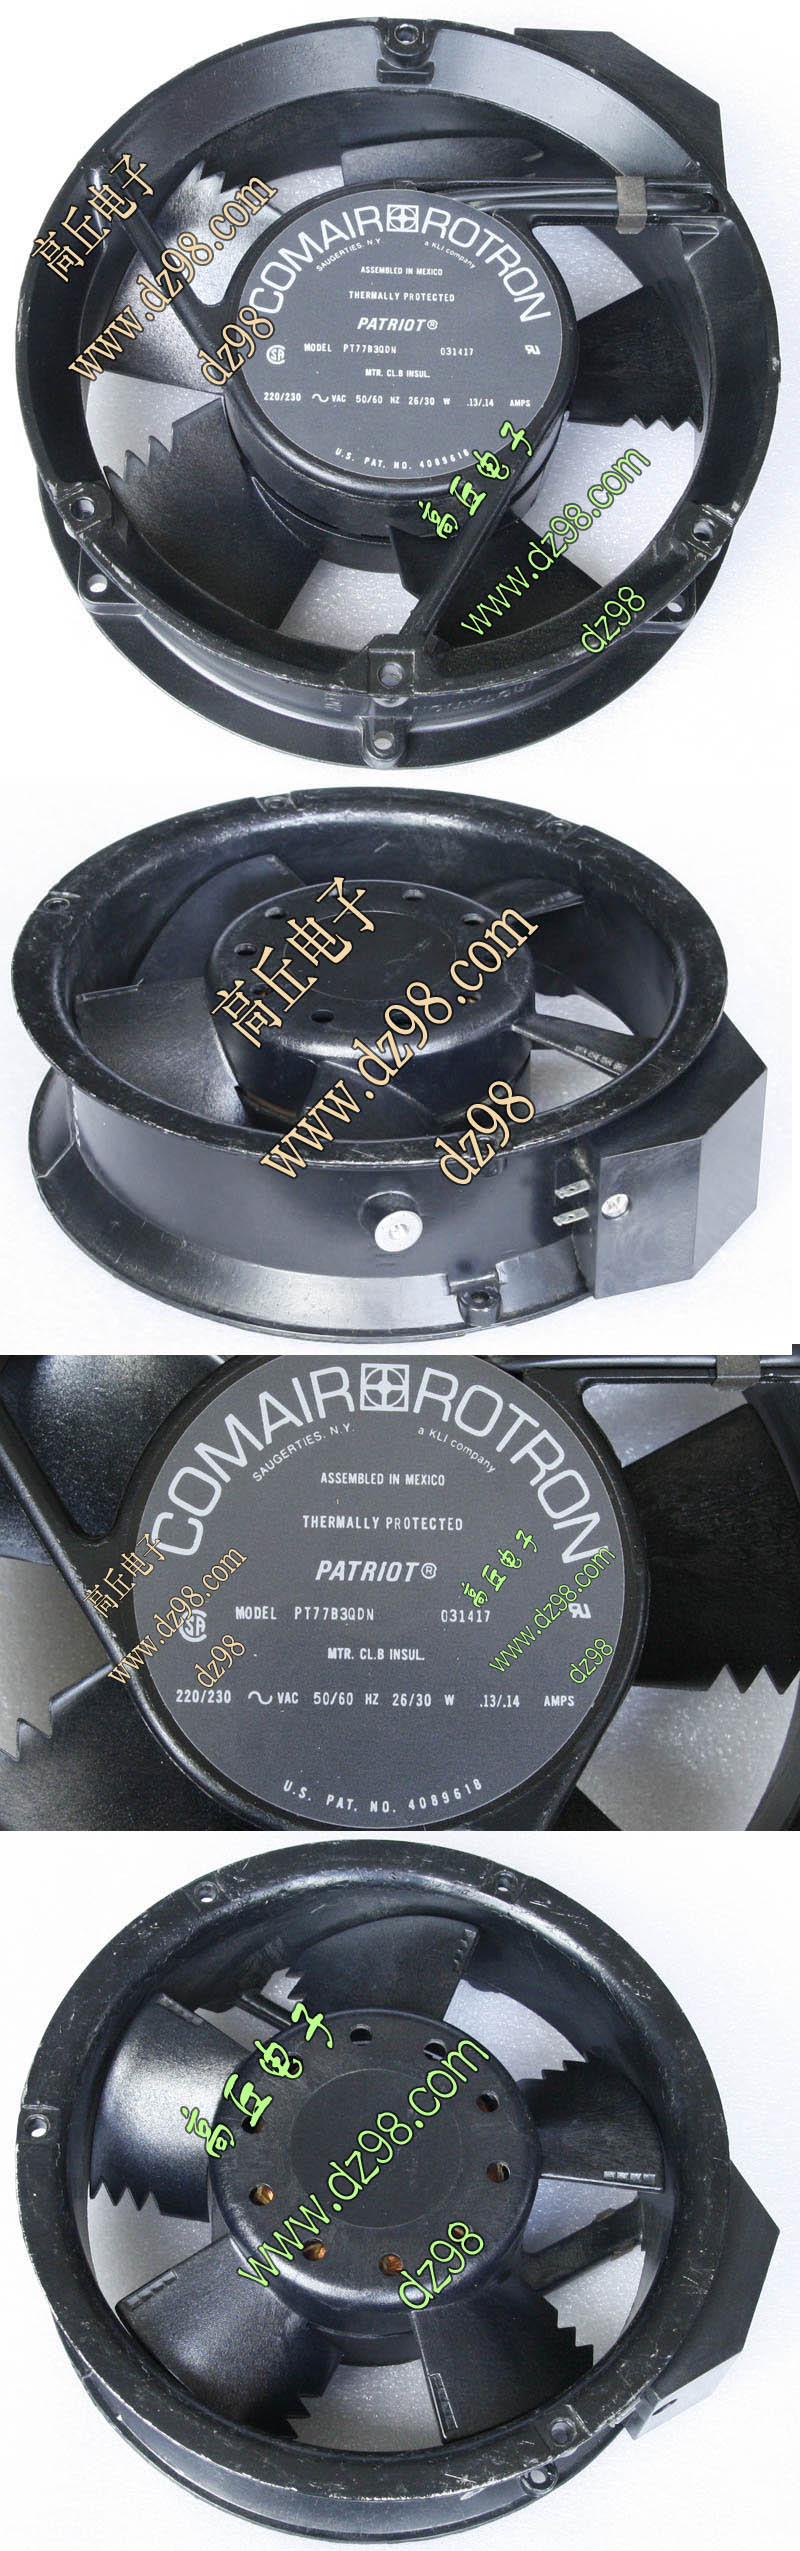 COMAIR ROTRON
SAUGERTIES, N.Y.
a KLI company
ASSEMBLED IN MEXICO
THERMALLY PROTECTED
PATRIOT®
MODEL PT77B3QDN 031417
MTR. CL.B INSUL.
220/230 ∿ VAC 50/60 HZ 26/30 W .13/.14 AMPS
U.S. PAT. NO. 4089618
高丘电子
www.dz98.com
dz98
高丘电子
www.dz98.com
dz98
高丘电子
www.dz98.com
dz98
COMAIR ROTRON
SAUGERTIES, N.Y.
a KLI company
ASSEMBLED IN MEXICO
THERMALLY PROTECTED
PATRIOT®
MODEL PT77B3QDN 031417
MTR. CL.B INSUL.
220/230 ∿ VAC 50/60 HZ 26/30 W .13/.14 AMPS
U.S. PAT. NO. 4089618
高丘电子
www.dz98.com
dz98
高丘电子
www.dz98.com
dz98
高丘电子
www.dz98.com
dz98